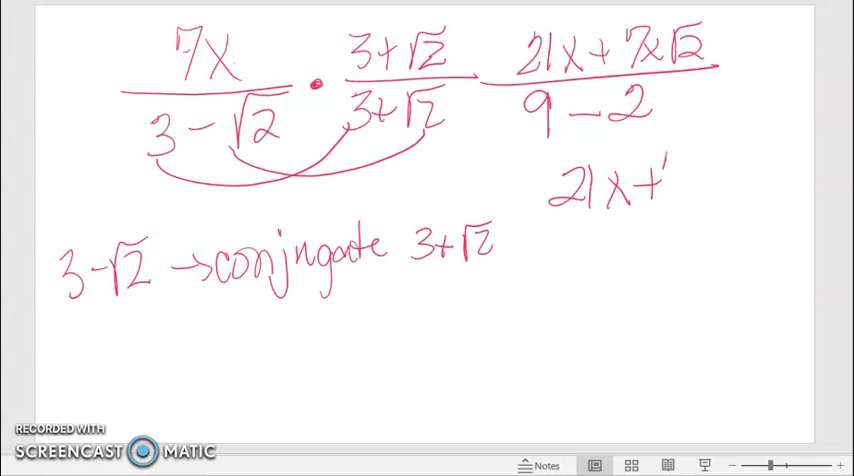 7x / 3 − √2 • 3 + √2 / 3 + √2 21x + 7x√2 / 9 − 2
21x +
3 − √2 → conjugate 3 + √2
RECORDED WITH
SCREENCAST MATIC
Notes